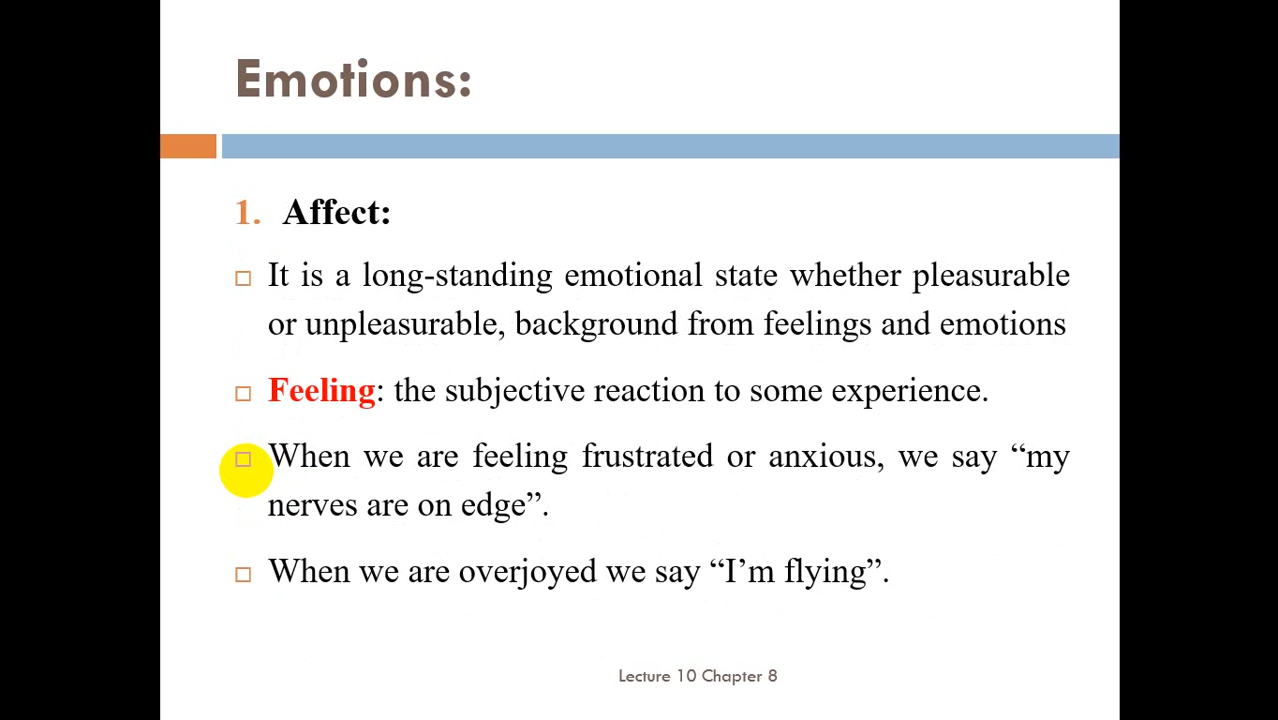 Emotions:
1. Affect:
It is a long-standing emotional state whether pleasurable
or unpleasurable, background from feelings and emotions
Feeling: the subjective reaction to some experience.
When we are feeling frustrated or anxious, we say “my
nerves are on edge”.
When we are overjoyed we say “I’m flying”.
Lecture 10 Chapter 8